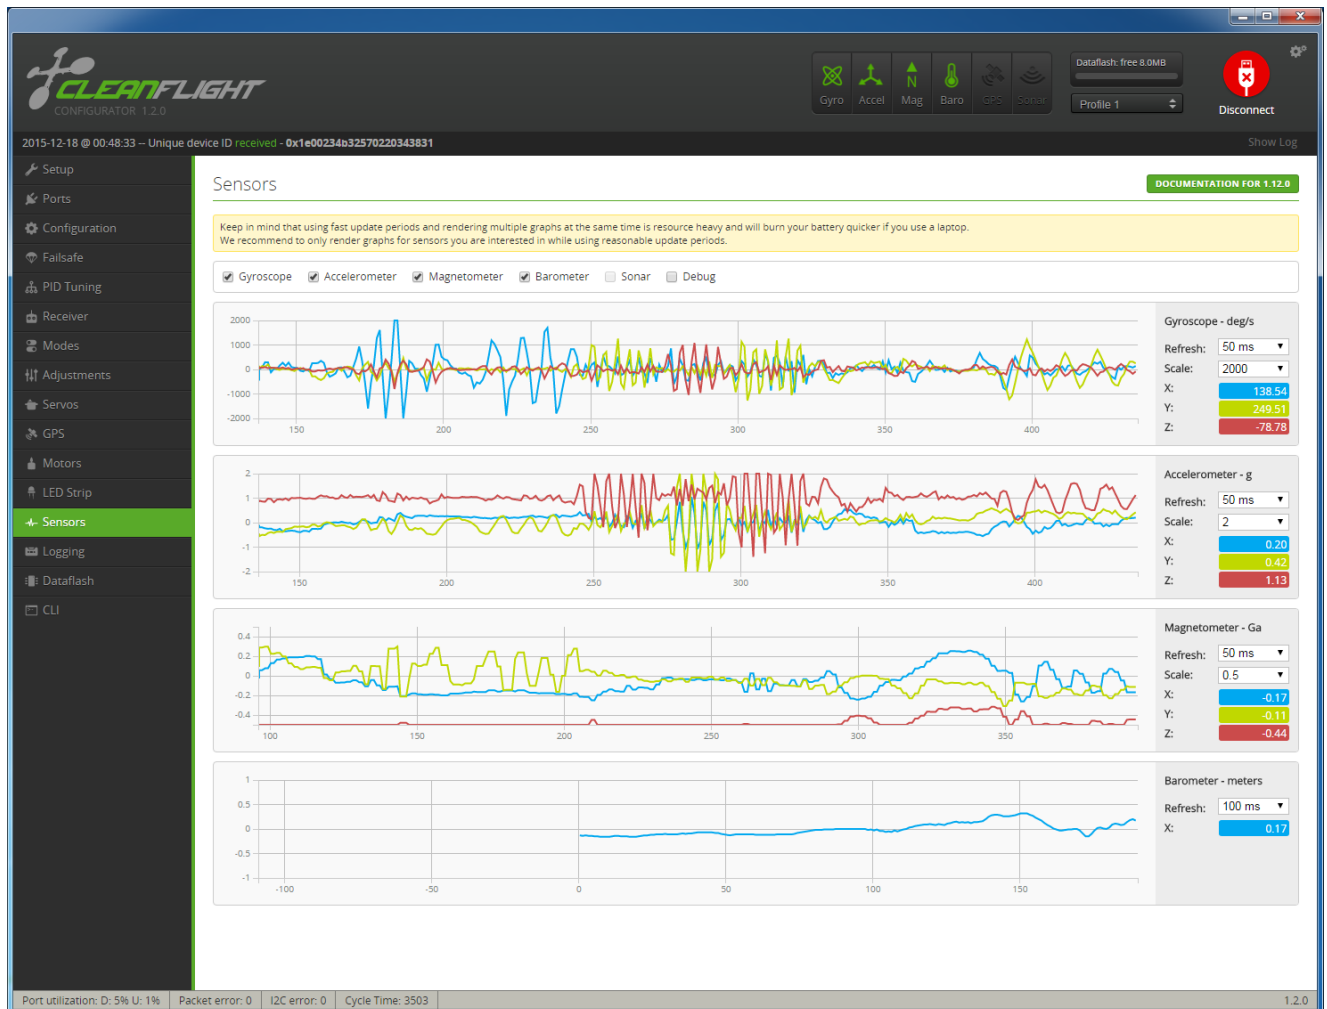 CLEANFLIGHT
CONFIGURATOR 1.2.0
Gyro Accel Mag Baro GPS Sonar
Dataflash: free 8.0MB
Profile 1
Disconnect
2015-12-18 @ 00:48:33 -- Unique device ID received - 0x1e00234b32570220343831
Show Log
Setup
Ports
Configuration
Failsafe
PID Tuning
Receiver
Modes
Adjustments
Servos
GPS
Motors
LED Strip
Sensors
Logging
Dataflash
CLI
Sensors
DOCUMENTATION FOR 1.12.0
Keep in mind that using fast update periods and rendering multiple graphs at the same time is resource heavy and will burn your battery quicker if you use a laptop.
We recommend to only render graphs for sensors you are interested in while using reasonable update periods.
Gyroscope Accelerometer Magnetometer Barometer Sonar Debug
2000
1000
0
-1000
-2000
150 200 250 300 350 400
Gyroscope - deg/s
Refresh: 50 ms
Scale: 2000
X: 138.54
Y: 249.51
Z: -78.78
2
1
0
-1
-2
150 200 250 300 350 400
Accelerometer - g
Refresh: 50 ms
Scale: 2
X: 0.20
Y: 0.42
Z: 1.13
0.4
0.2
0
-0.2
-0.4
100 150 200 250 300 350
Magnetometer - Ga
Refresh: 50 ms
Scale: 0.5
X: -0.17
Y: -0.11
Z: -0.44
1
0.5
0
-0.5
-1
-100 -50 0 50 100 150
Barometer - meters
Refresh: 100 ms
X: 0.17
Port utilization: D: 5% U: 1% Packet error: 0 I2C error: 0 Cycle Time: 3503 1.2.0